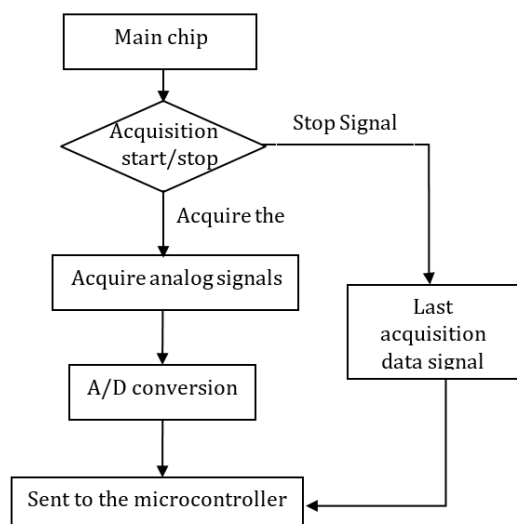 Main chip
Acquisition
start/stop
Stop Signal
Acquire the
Acquire analog signals
Last
acquisition
data signal
A/D conversion
Sent to the microcontroller